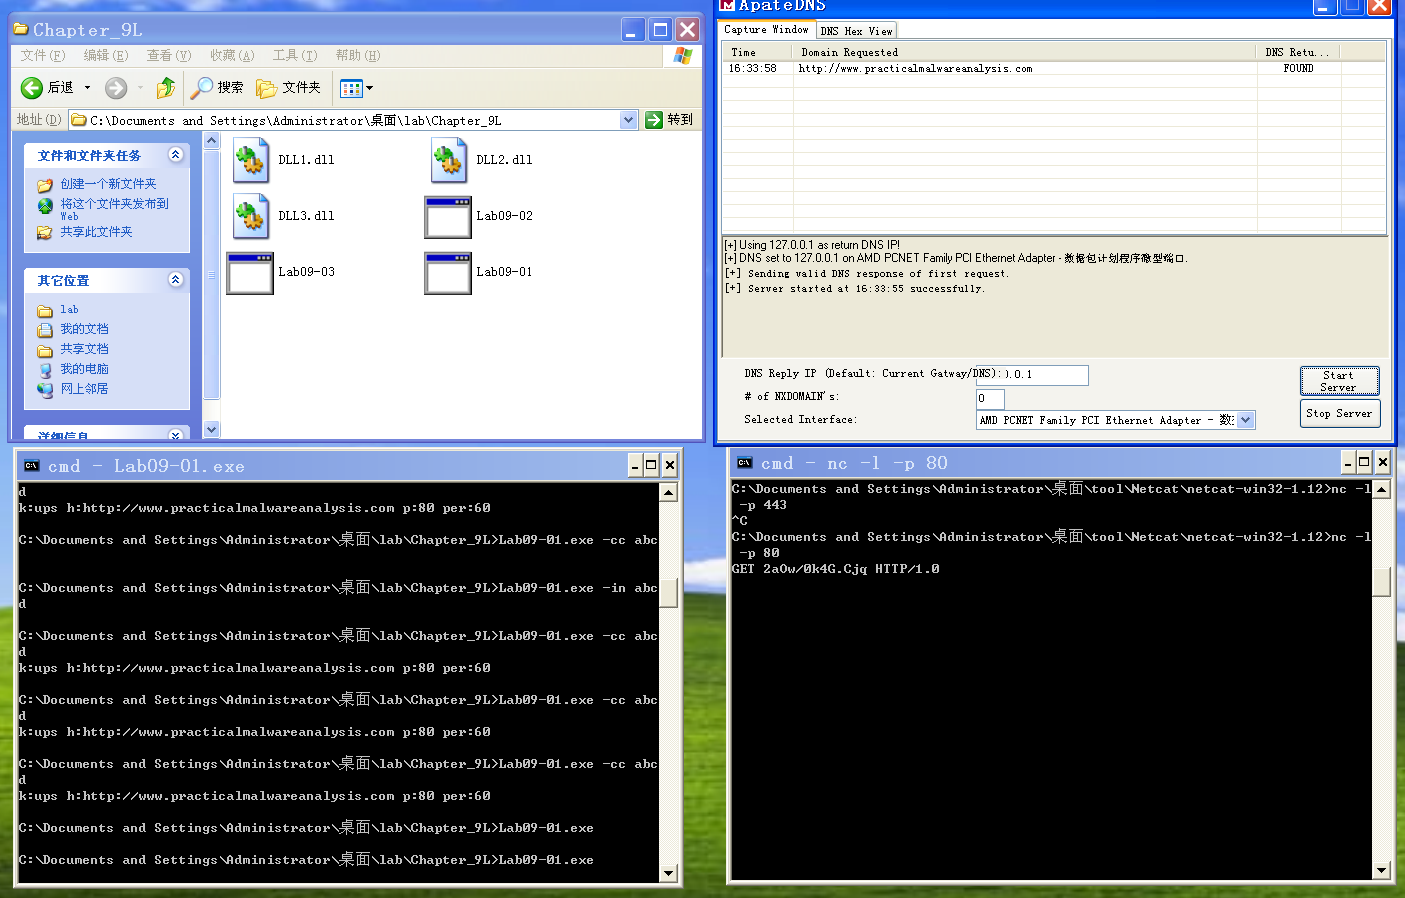 Chapter_9L
文件(F) 编辑(E) 查看(V) 收藏(A) 工具(T) 帮助(H)
后退 搜索 文件夹
地址(D) C:\Documents and Settings\Administrator\桌面\lab\Chapter_9L 转到
文件和文件夹任务
创建一个新文件夹
将这个文件夹发布到
Web
共享此文件夹
其它位置
lab
我的文档
共享文档
我的电脑
网上邻居
详细信息
DLL1.dll
DLL2.dll
DLL3.dll
Lab09-02
Lab09-03
Lab09-01
ApateDNS
Capture Window DNS Hex View
Time Domain Requested DNS Retu...
16:33:58 http://www.practicalmalwareanalysis.com FOUND
[+] Using 127.0.0.1 as return DNS IP!
[+] DNS set to 127.0.0.1 on AMD PCNET Family PCI Ethernet Adapter - 数据包计划程序微型端口.
[+] Sending valid DNS response of first request.
[+] Server started at 16:33:55 successfully.
DNS Reply IP (Default: Current Gatway/DNS): ).0.1
# of NXDOMAIN's: 0
Selected Interface: AMD PCNET Family PCI Ethernet Adapter - 数
Start
Server
Stop Server
cmd - Lab09-01.exe
d
k:ups h:http://www.practicalmalwareanalysis.com p:80 per:60
C:\Documents and Settings\Administrator\桌面\lab\Chapter_9L>Lab09-01.exe -cc abc
C:\Documents and Settings\Administrator\桌面\lab\Chapter_9L>Lab09-01.exe -in abc
d
C:\Documents and Settings\Administrator\桌面\lab\Chapter_9L>Lab09-01.exe -cc abc
d
k:ups h:http://www.practicalmalwareanalysis.com p:80 per:60
C:\Documents and Settings\Administrator\桌面\lab\Chapter_9L>Lab09-01.exe -cc abc
d
k:ups h:http://www.practicalmalwareanalysis.com p:80 per:60
C:\Documents and Settings\Administrator\桌面\lab\Chapter_9L>Lab09-01.exe -cc abc
d
k:ups h:http://www.practicalmalwareanalysis.com p:80 per:60
C:\Documents and Settings\Administrator\桌面\lab\Chapter_9L>Lab09-01.exe
C:\Documents and Settings\Administrator\桌面\lab\Chapter_9L>Lab09-01.exe
cmd - nc -l -p 80
C:\Documents and Settings\Administrator\桌面\tool\Netcat\netcat-win32-1.12>nc -l
-p 443
^C
C:\Documents and Settings\Administrator\桌面\tool\Netcat\netcat-win32-1.12>nc -l
-p 80
GET 2aOw/0k4G.Cjq HTTP/1.0